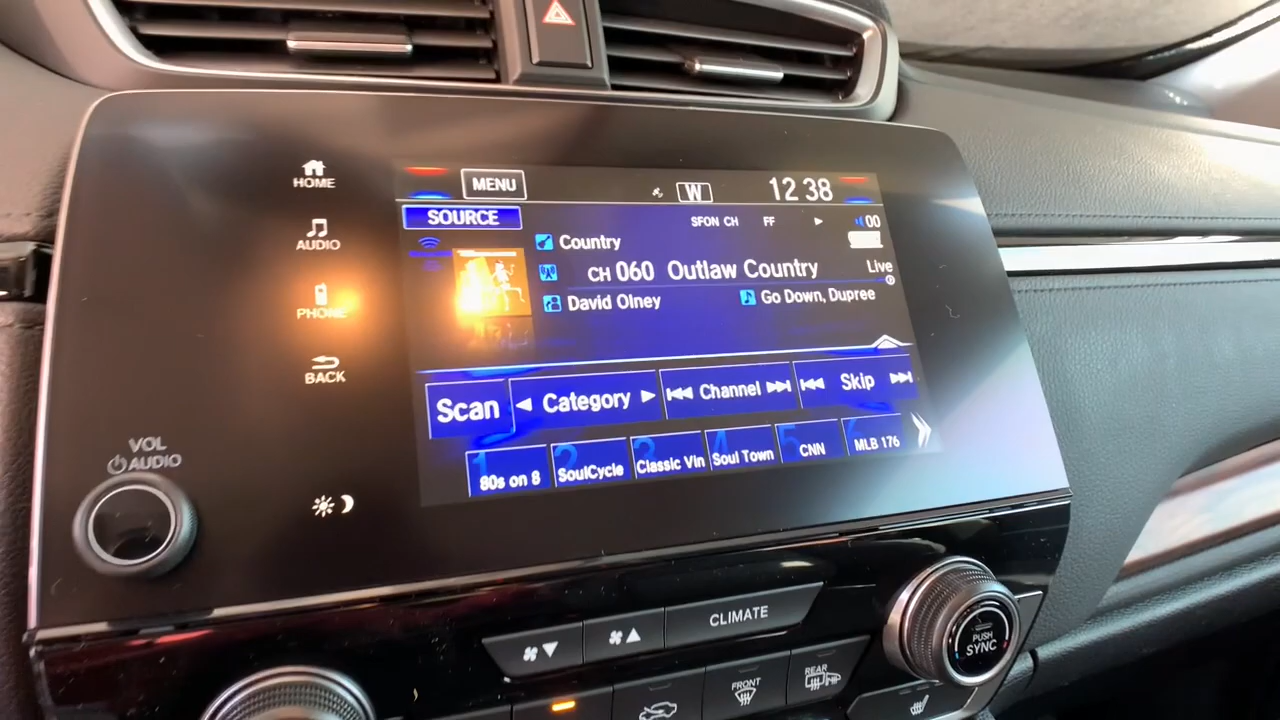 HOME
MENU
W
12 38
SOURCE
SFON CH FF
00
AUDIO
Country
CH 060 Outlaw Country
Live
David Olney
Go Down, Dupree
PHONE
BACK
Scan
Category
Channel
Skip
1 80s on 8
2 SoulCycle
3 Classic Vin
4 Soul Town
5 CNN
6 MLB 176
VOL
AUDIO
CLIMATE
PUSH
SYNC
FRONT
REAR